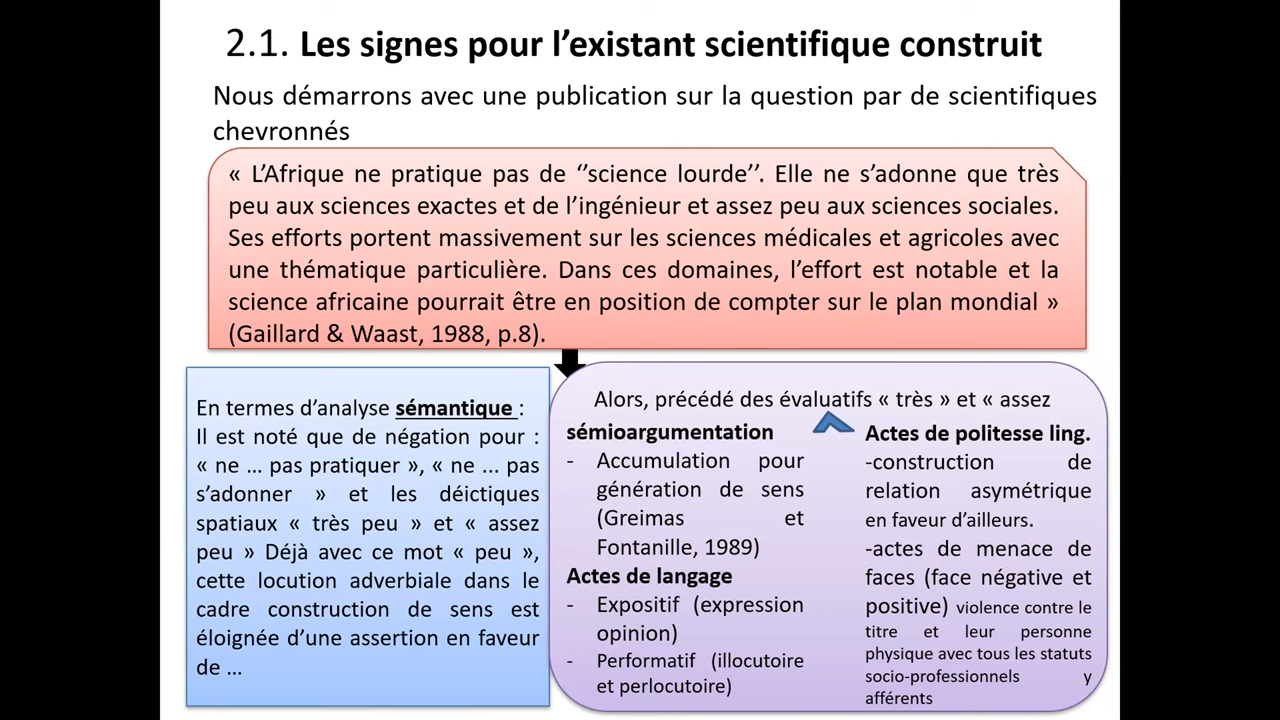 2.1. Les signes pour l’existant scientifique construit
Nous démarrons avec une publication sur la question par de scientifiques
chevronnés
« L’Afrique ne pratique pas de ‘’science lourde’’. Elle ne s’adonne que très
peu aux sciences exactes et de l’ingénieur et assez peu aux sciences sociales.
Ses efforts portent massivement sur les sciences médicales et agricoles avec
une thématique particulière. Dans ces domaines, l’effort est notable et la
science africaine pourrait être en position de compter sur le plan mondial »
(Gaillard & Waast, 1988, p.8).
En termes d’analyse sémantique :
Il est noté que de négation pour :
« ne … pas pratiquer », « ne ... pas
s’adonner » et les déictiques
spatiaux « très peu » et « assez
peu » Déjà avec ce mot « peu »,
cette locution adverbiale dans le
cadre construction de sens est
éloignée d’une assertion en faveur
de …
Alors, précédé des évaluatifs « très » et « assez
sémioargumentation
- Accumulation pour
génération de sens
(Greimas et
Fontanille, 1989)
Actes de langage
- Expositif (expression
opinion)
- Performatif (illocutoire
et perlocutoire)
Actes de politesse ling.
-construction de
relation asymétrique
en faveur d’ailleurs.
-actes de menace de
faces (face négative et
positive) violence contre le
titre et leur personne
physique avec tous les statuts
socio-professionnels y
afférents